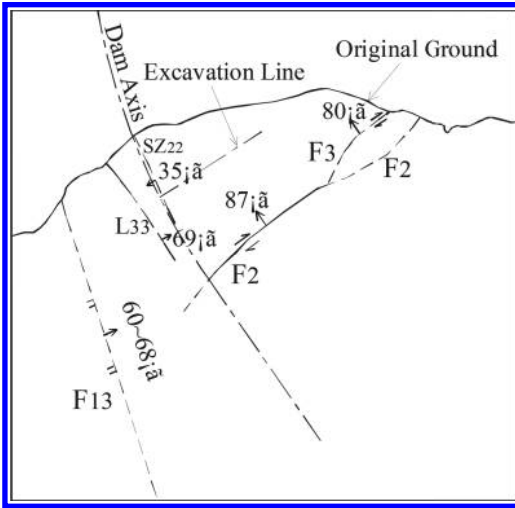 Dam Axis
Original Ground
Excavation Line
80¡ã
SZ22
35¡ã
F3
F2
87¡ã
L33
69¡ã
F2
60~68¡ã
F13